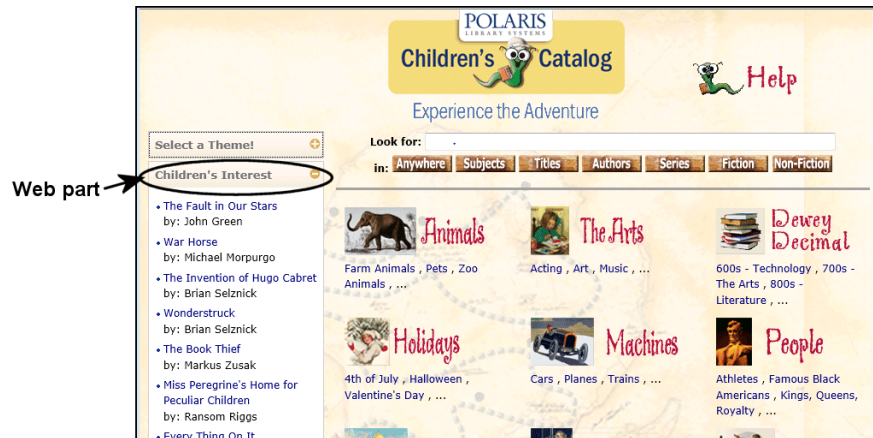 POLARIS
LIBRARY SYSTEMS
Children's Catalog
Experience the Adventure
Help
Web part
Select a Theme!
Children's Interest
The Fault in Our Stars
by: John Green
War Horse
by: Michael Morpurgo
The Invention of Hugo Cabret
by: Brian Selznick
Wonderstruck
by: Brian Selznick
The Book Thief
by: Markus Zusak
Miss Peregrine's Home for
Peculiar Children
by: Ransom Riggs
Every Thing On It
Look for: .
in: Anywhere Subjects Titles Authors Series Fiction Non-Fiction
Animals
Farm Animals , Pets , Zoo
Animals , ...
The Arts
Acting , Art , Music , ...
Dewey
Decimal
600s - Technology , 700s -
The Arts , 800s -
Literature , ...
Holidays
4th of July , Halloween ,
Valentine's Day , ...
Machines
Cars , Planes , Trains , ...
People
Athletes , Famous Black
Americans , Kings, Queens,
Royalty , ...